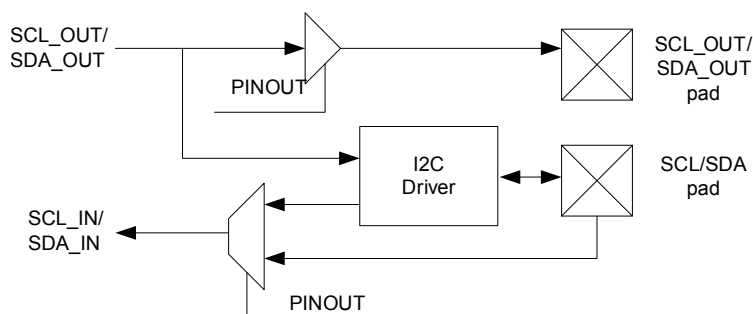 SCL_OUT/
SDA_OUT
PINOUT
SCL_OUT/
SDA_OUT
pad
I2C
Driver
SCL/SDA
pad
SCL_IN/
SDA_IN
PINOUT